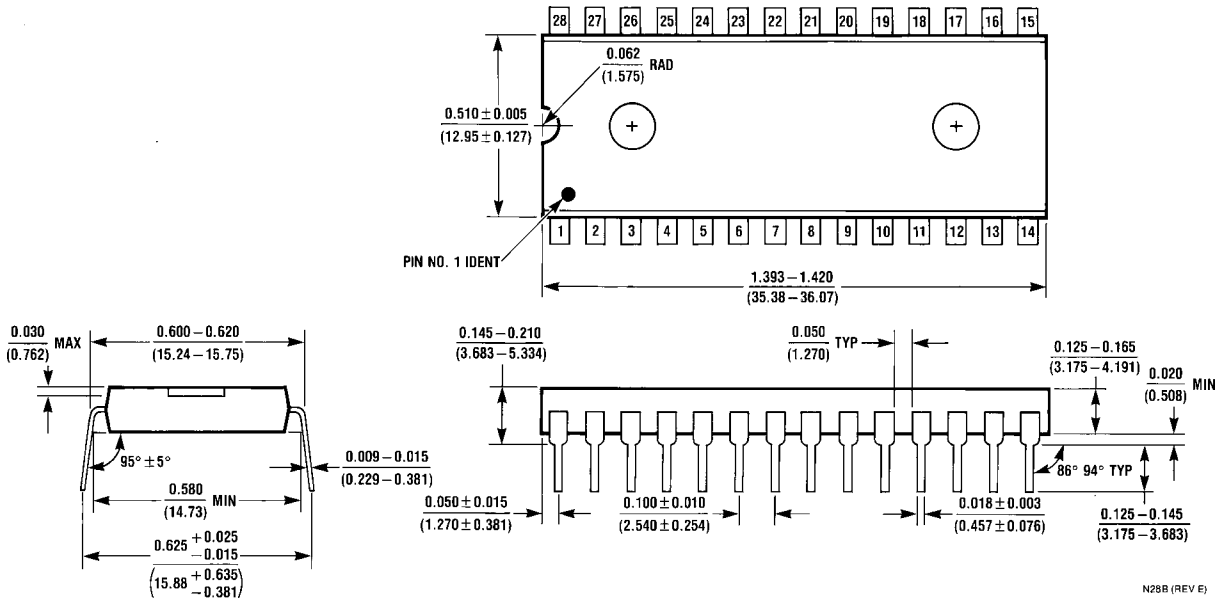 28 27 26 25 24 23 22 21 20 19 18 17 16 15
0.062
(1.575)
RAD
0.510 ± 0.005
(12.95 ± 0.127)
PIN NO. 1 IDENT
1 2 3 4 5 6 7 8 9 10 11 12 13 14
1.393 – 1.420
(35.38 – 36.07)
0.030
(0.762)
MAX
0.600 – 0.620
(15.24 – 15.75)
95° ± 5°
0.580
(14.73)
MIN
0.009 – 0.015
(0.229 – 0.381)
0.625 + 0.025
– 0.015
(15.88 + 0.635
– 0.381)
0.145 – 0.210
(3.683 – 5.334)
0.050
(1.270)
TYP
0.125 – 0.165
(3.175 – 4.191)
0.020
(0.508)
MIN
86° 94° TYP
0.050 ± 0.015
(1.270 ± 0.381)
0.100 ± 0.010
(2.540 ± 0.254)
0.018 ± 0.003
(0.457 ± 0.076)
0.125 – 0.145
(3.175 – 3.683)
N28B (REV E)